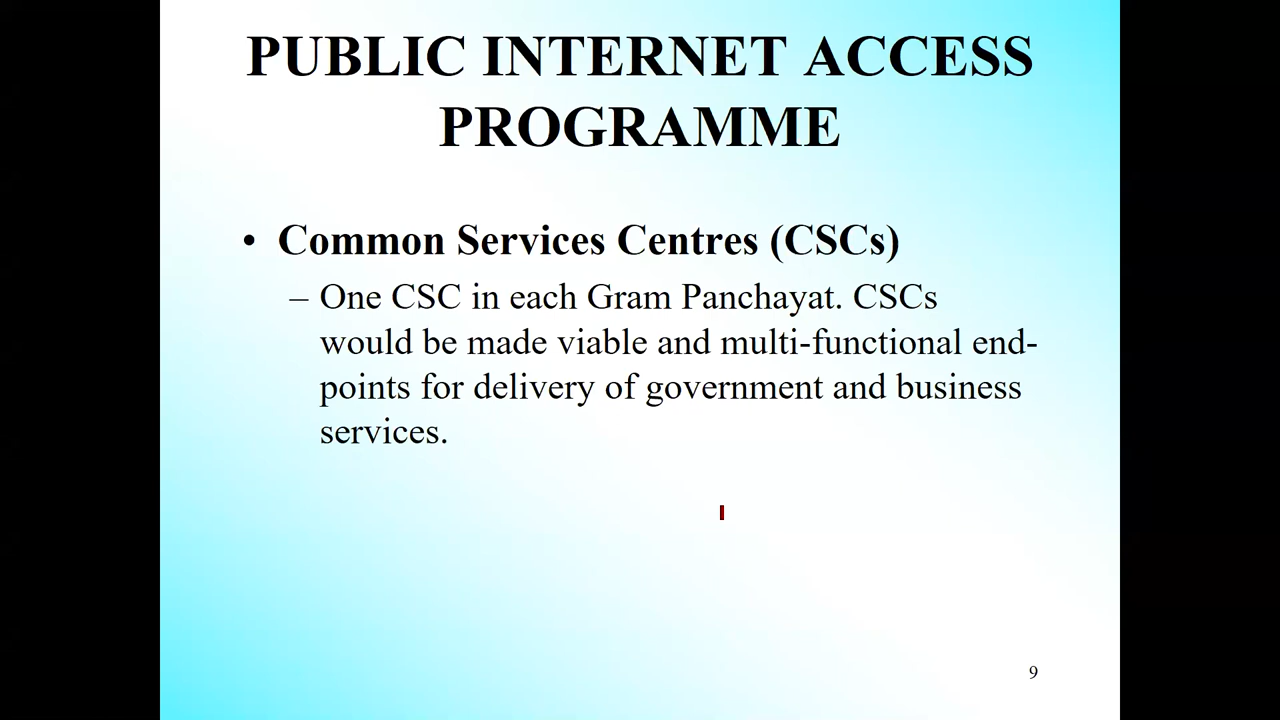 PUBLIC INTERNET ACCESS
PROGRAMME
• Common Services Centres (CSCs)
– One CSC in each Gram Panchayat. CSCs
would be made viable and multi-functional end-
points for delivery of government and business
services.
9